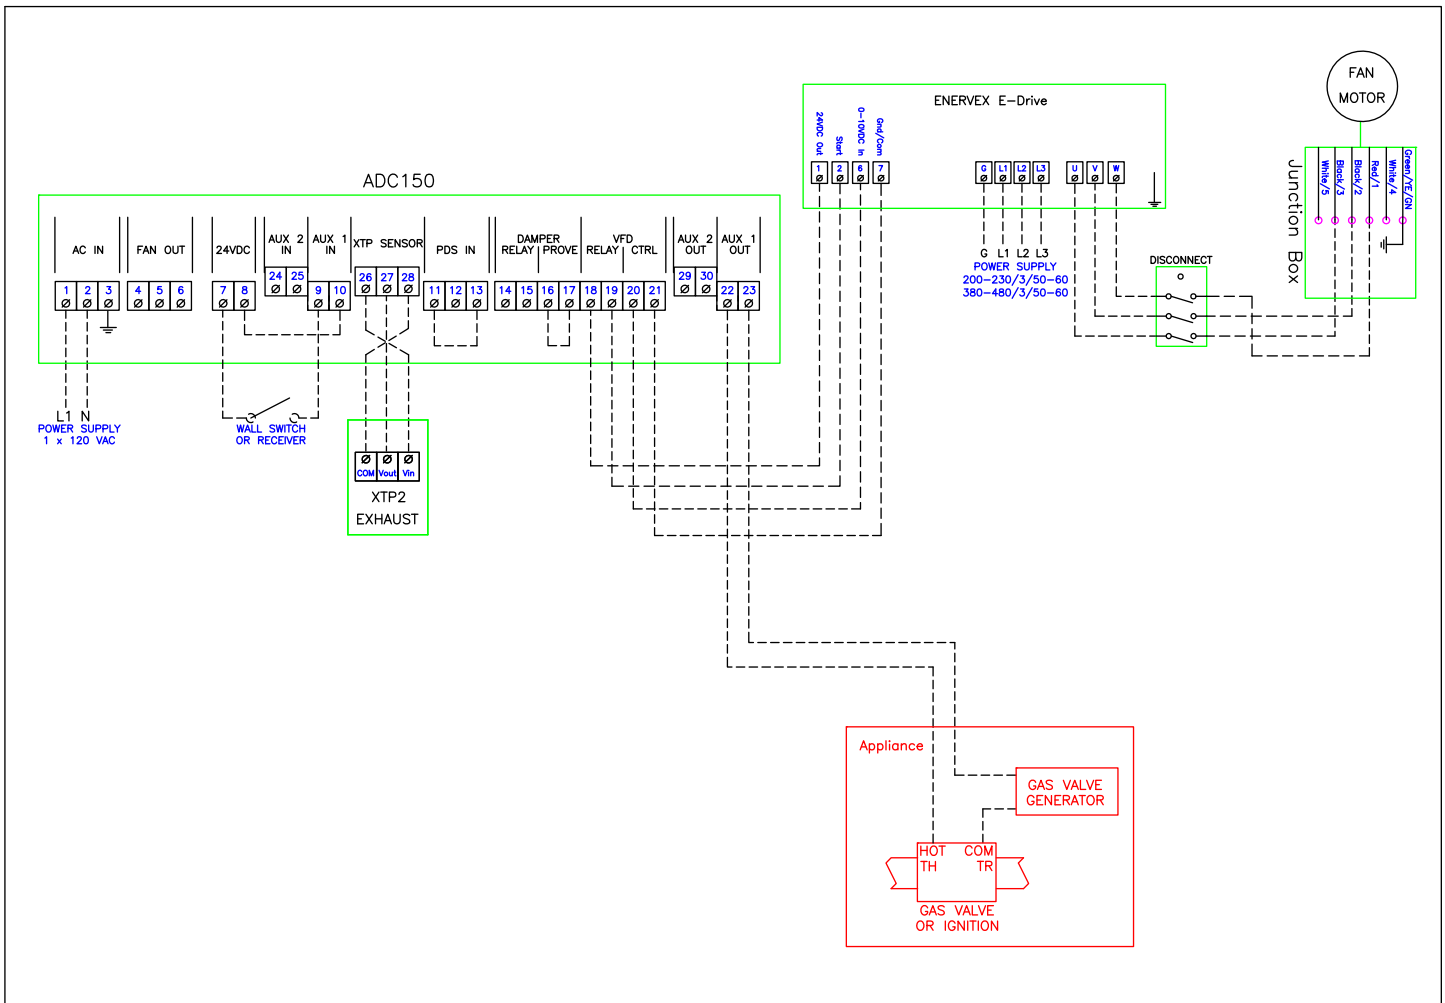 FAN
MOTOR
ENERVEX E-Drive
24VDC Out
Start
0-10VDC In
Gnd/Com
1 2 6 7
G L1 L2 L3
U V W
G L1 L2 L3
POWER SUPPLY
200-230/3/50-60
380-480/3/50-60
DISCONNECT
Junction Box
White/5
Black/3
Black/2
Red/1
White/4
Green/YE/GN
ADC150
AC IN
FAN OUT
24VDC
AUX 2
IN
AUX 1
IN
XTP SENSOR
PDS IN
DAMPER
RELAY PROVE
VFD
RELAY CTRL
AUX 2
OUT
AUX 1
OUT
24 25
26 27 28
29 30
1 2 3
4 5 6
7 8
9 10
11 12 13
14 15 16 17 18 19 20 21
22 23
L1 N
POWER SUPPLY
1 x 120 VAC
WALL SWITCH
OR RECEIVER
COM Vout Vin
XTP2
EXHAUST
Appliance
GAS VALVE
GENERATOR
HOT COM
TH TR
GAS VALVE
OR IGNITION